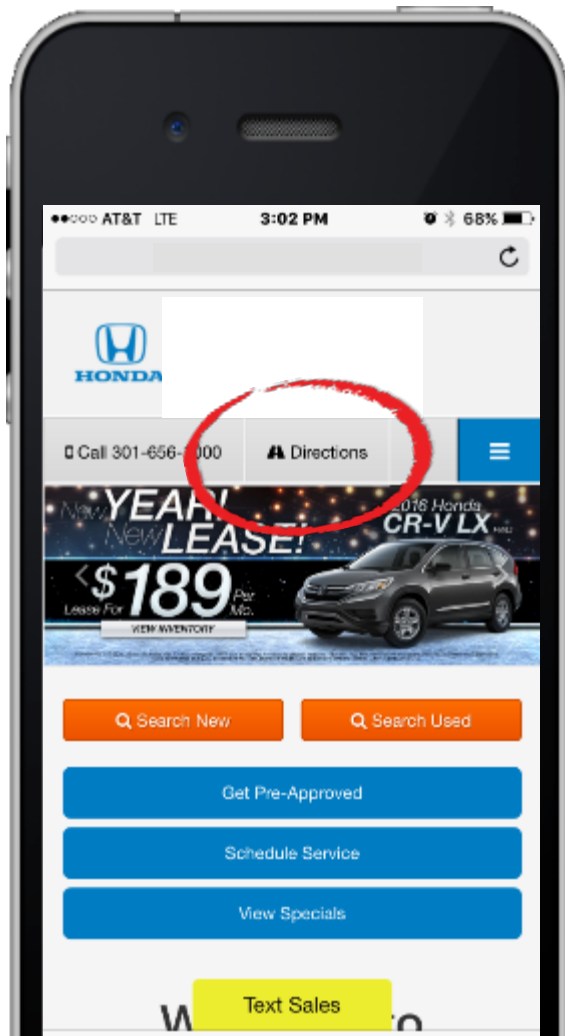 AT&T LTE 3:02 PM 68%
HONDA
Call 301-656- 000 Directions
New YEAR!
New LEASE!
2016 Honda
CR-V LX
$189 Per
Lease For Mo.
VIEW INVENTORY
Search New Search Used
Get Pre-Approved
Schedule Service
View Specials
Text Sales